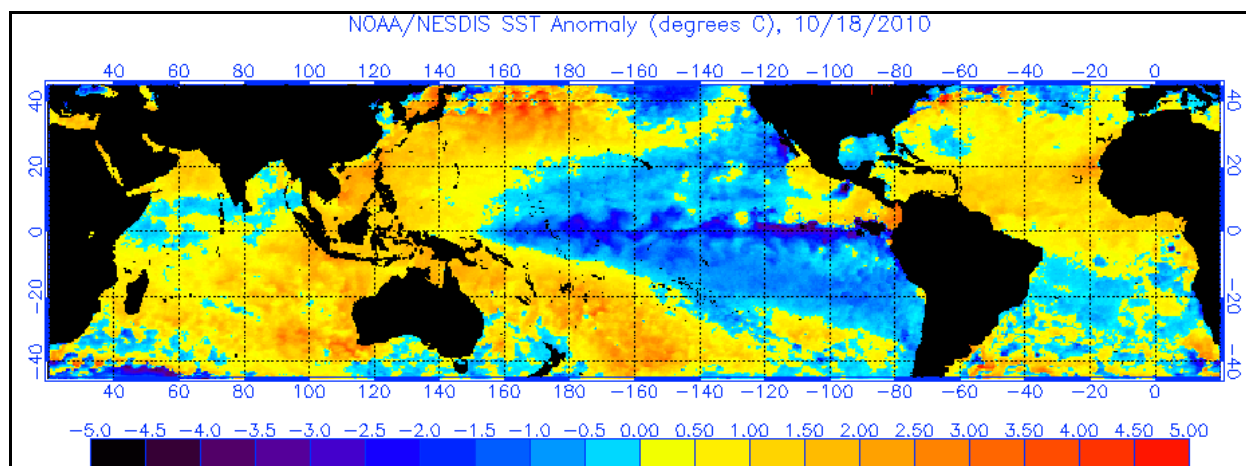 NOAA/NESDIS SST Anomaly (degrees C), 10/18/2010
40 60 80 100 120 140 160 180 -160 -140 -120 -100 -80 -60 -40 -20 0
40 40
20 20
0 0
-20 -20
-40 -40
40 60 80 100 120 140 160 180 -160 -140 -120 -100 -80 -60 -40 -20 0
-5.0 -4.5 -4.0 -3.5 -3.0 -2.5 -2.0 -1.5 -1.0 -0.5 0.00 0.50 1.00 1.50 2.00 2.50 3.00 3.50 4.00 4.50 5.00